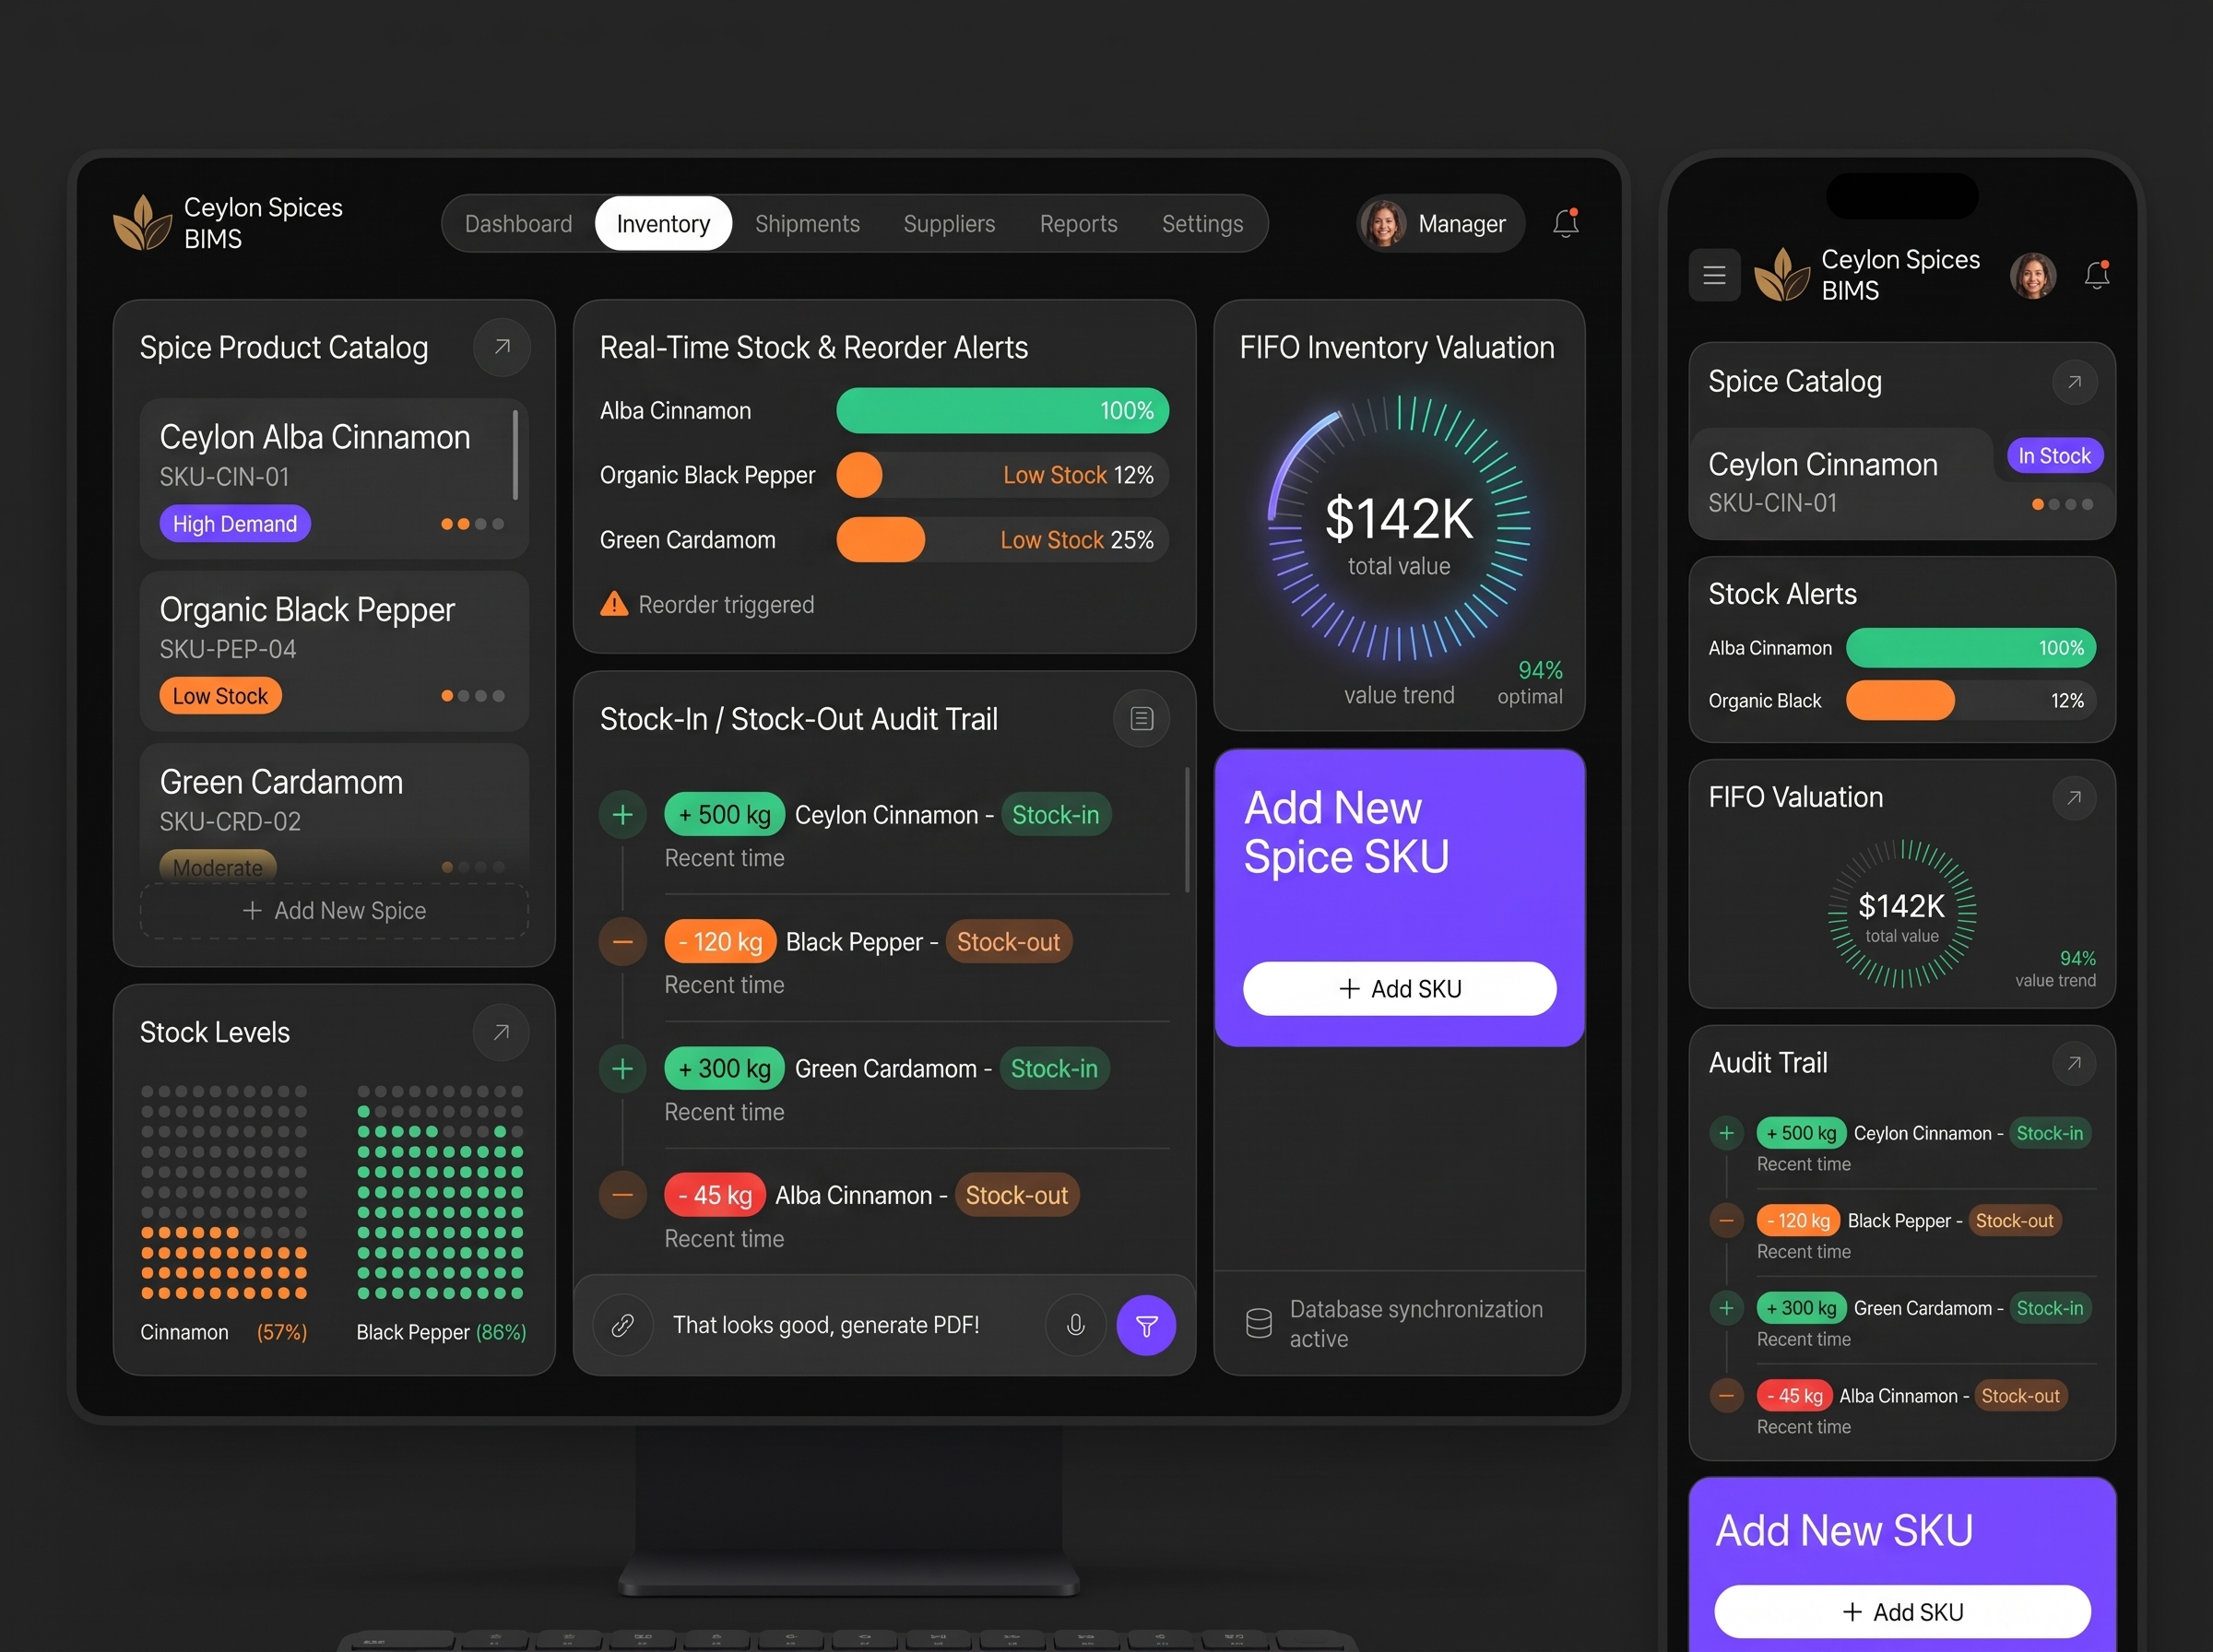 Ceylon Spices
BIMS
Dashboard
Inventory
Shipments
Suppliers
Reports
Settings
Manager
Spice Product Catalog
Ceylon Alba Cinnamon
SKU-CIN-01
High Demand
Organic Black Pepper
SKU-PEP-04
Low Stock
Green Cardamom
SKU-CRD-02
Moderate
+ Add New Spice
Stock Levels
Cinnamon (57%)
Black Pepper (86%)
Real-Time Stock & Reorder Alerts
Alba Cinnamon 100%
Organic Black Pepper Low Stock 12%
Green Cardamom Low Stock 25%
Reorder triggered
Stock-In / Stock-Out Audit Trail
+ 500 kg Ceylon Cinnamon - Stock-in
Recent time
- 120 kg Black Pepper - Stock-out
Recent time
+ 300 kg Green Cardamom - Stock-in
Recent time
- 45 kg Alba Cinnamon - Stock-out
Recent time
That looks good, generate PDF!
FIFO Inventory Valuation
$142K
total value
94%
value trend optimal
Add New
Spice SKU
+ Add SKU
Database synchronization
active
Ceylon Spices
BIMS
Spice Catalog
Ceylon Cinnamon
In Stock
SKU-CIN-01
Stock Alerts
Alba Cinnamon 100%
Organic Black 12%
FIFO Valuation
$142K
total value
94%
value trend
Audit Trail
+ 500 kg Ceylon Cinnamon - Stock-in
Recent time
- 120 kg Black Pepper - Stock-out
Recent time
+ 300 kg Green Cardamom - Stock-in
Recent time
- 45 kg Alba Cinnamon - Stock-out
Recent time
Add New SKU
+ Add SKU